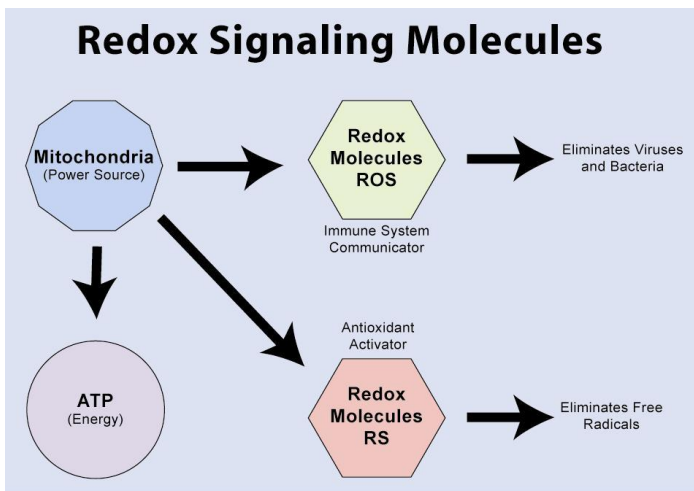 Redox Signaling Molecules
Mitochondria
(Power Source)
Redox
Molecules
ROS
Immune System
Communicator
Eliminates Viruses
and Bacteria
ATP
(Energy)
Antioxidant
Activator
Redox
Molecules
RS
Eliminates Free
Radicals